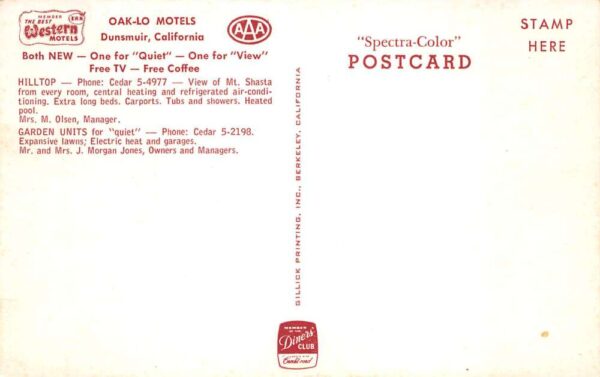 MEMBER
THE BEST
Western
MOTELS
OAK-LO MOTELS
Dunsmuir, California
AAA
Both NEW — One for "Quiet" — One for "View"
Free TV — Free Coffee
HILLTOP — Phone: Cedar 5-4977 — View of Mt. Shasta
from every room, central heating and refrigerated air-condi-
tioning. Extra long beds. Carports. Tubs and showers. Heated
pool.
Mrs. M. Olsen, Manager.
GARDEN UNITS for "quiet" — Phone: Cedar 5-2198.
Expansive lawns; Electric heat and garages.
Mr. and Mrs. J. Morgan Jones, Owners and Managers.
GILLICK PRINTING, INC., BERKELEY, CALIFORNIA
"Spectra-Color"
POSTCARD
STAMP
HERE
MEMBER
OF THE
Diners'
CLUB